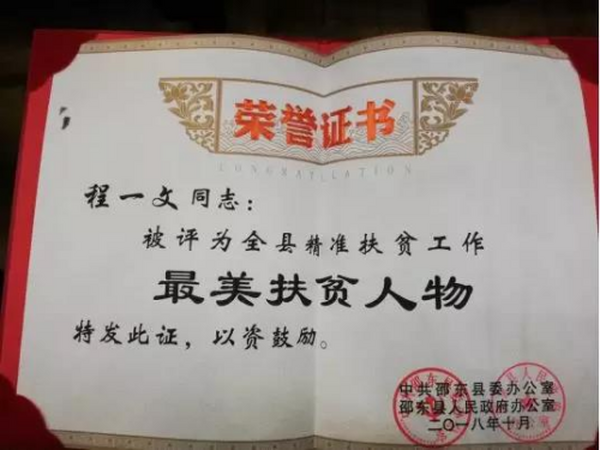 荣誉证书
CONGRATULATION
程一文同志：
被评为全县精准扶贫工作
最美扶贫人物
特发此证，以资鼓励。
中共邵东县委办公室
邵东县人民政府办公室
二〇一八年十月